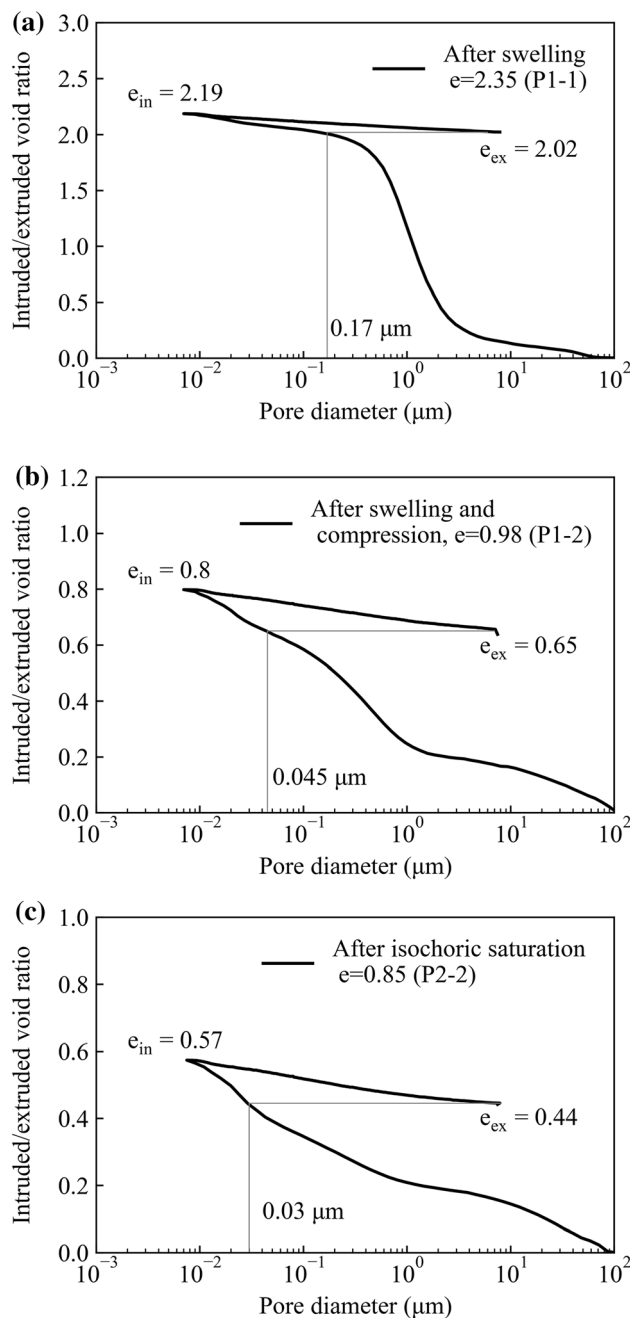 (a)
3.0
2.5
2.0
1.5
1.0
0.5
0.0
Intruded/extruded void ratio
After swelling
e=2.35 (P1-1)
e_in = 2.19
e_ex = 2.02
0.17 μm
10^−3 10^−2 10^−1 10^0 10^1 10^2
Pore diameter (μm)
(b)
1.2
1.0
0.8
0.6
0.4
0.2
0.0
Intruded/extruded void ratio
After swelling and
compression, e=0.98 (P1-2)
e_in = 0.8
e_ex = 0.65
0.045 μm
10^−3 10^−2 10^−1 10^0 10^1 10^2
Pore diameter (μm)
(c)
1.0
0.8
0.6
0.4
0.2
0.0
Intruded/extruded void ratio
After isochoric saturation
e=0.85 (P2-2)
e_in = 0.57
e_ex = 0.44
0.03 μm
10^−3 10^−2 10^−1 10^0 10^1 10^2
Pore diameter (μm)